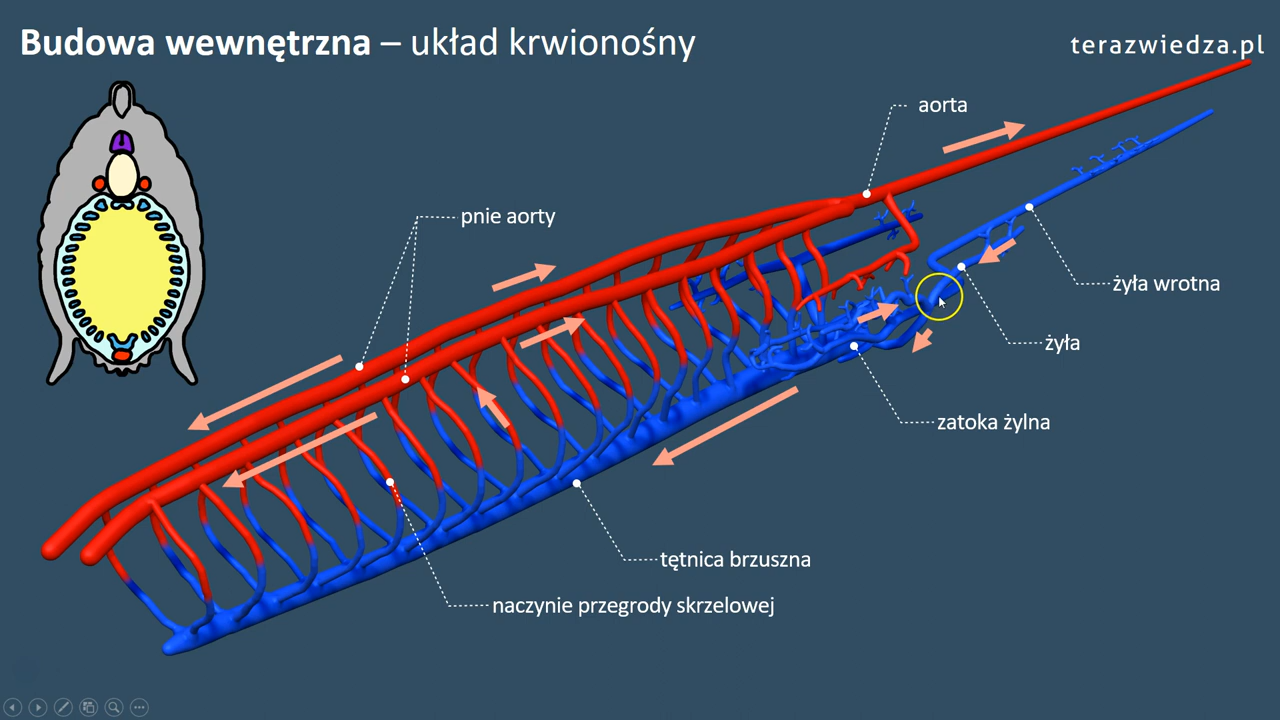 Budowa wewnętrzna – układ krwionośny
terazwiedza.pl
aorta
pnie aorty
żyła wrotna
żyła
zatoka żylna
tętnica brzuszna
naczynie przegrody skrzelowej